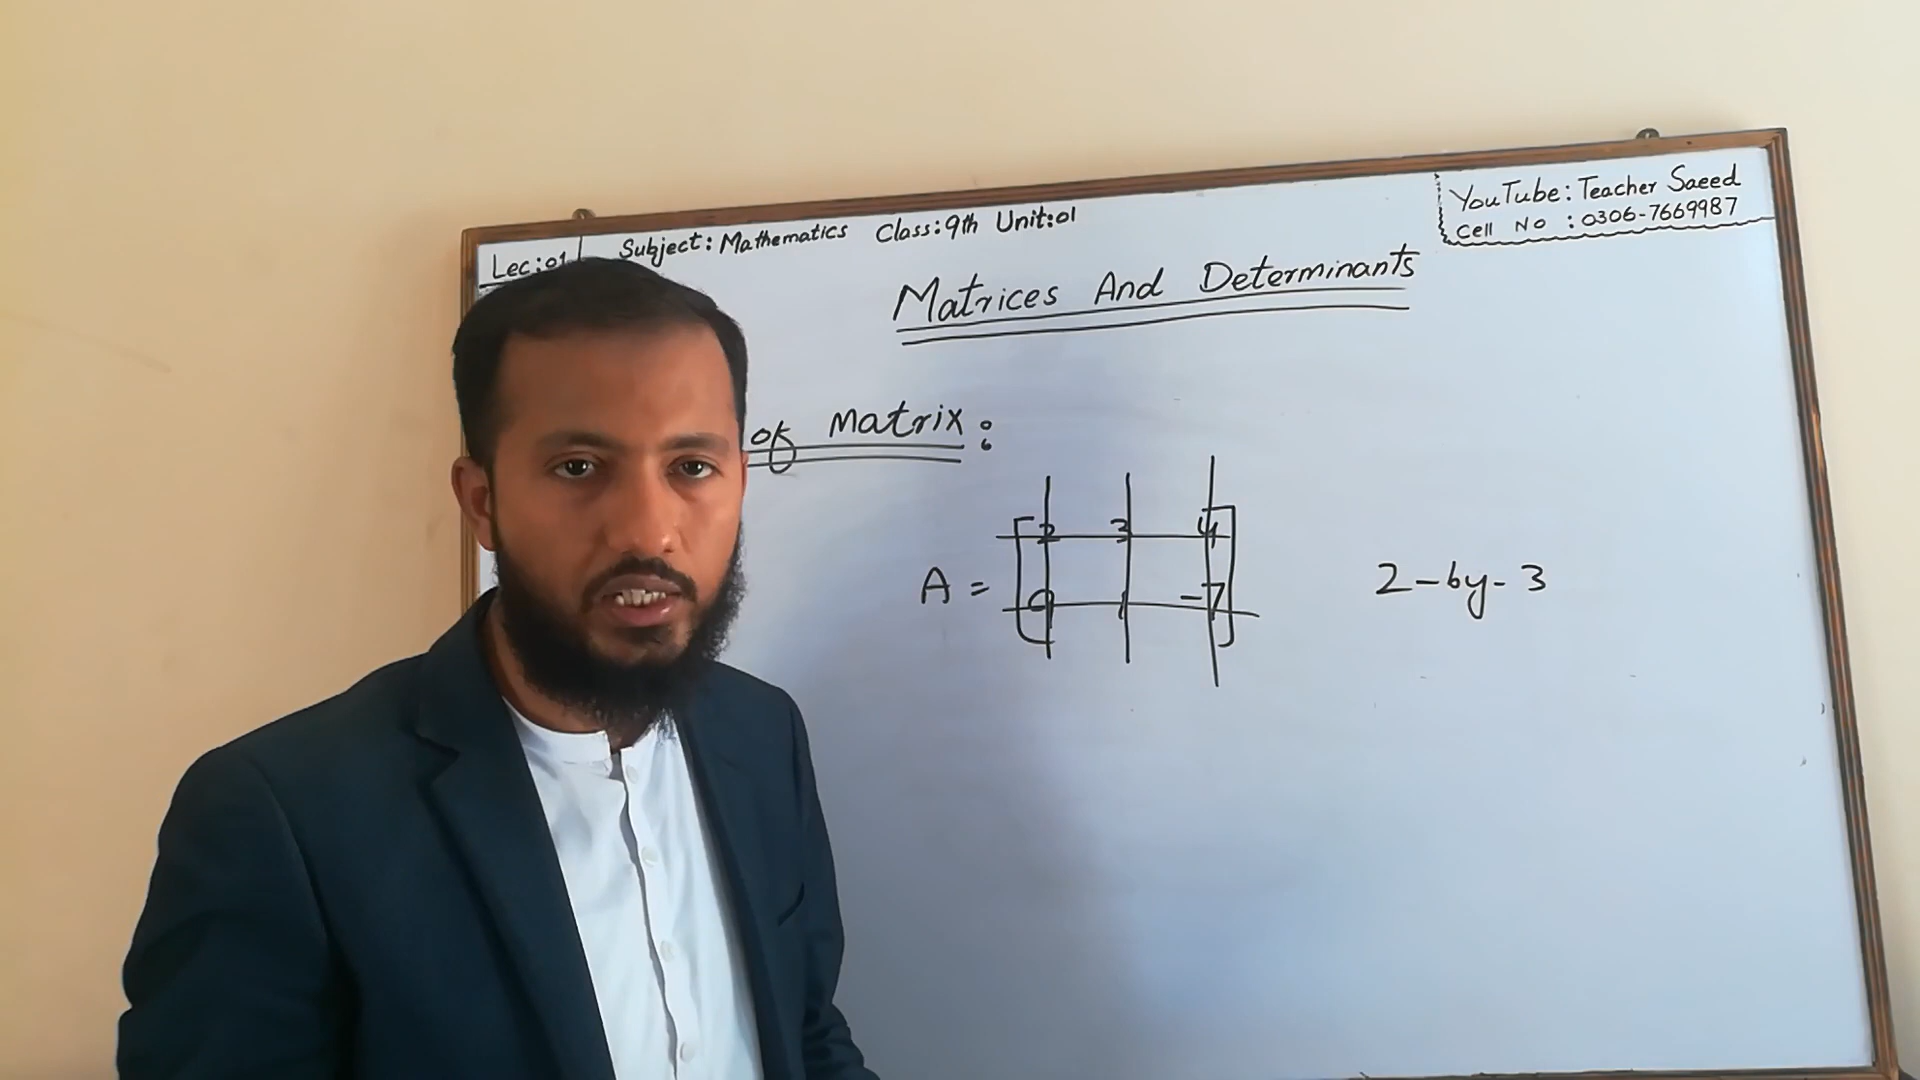 Lec:01
Subject: Mathematics Class:9th Unit:01
YouTube: Teacher Saeed
Cell No : 0306-7669987
Matrices And Determinants
of Matrix:
2 3 4
A =
0 1 -7
2-by-3